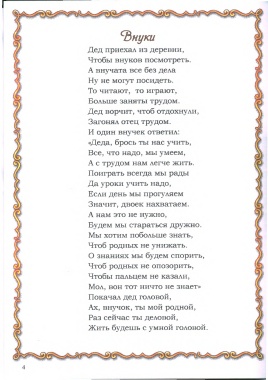 Внуки
Дед приехал из деревни,
Чтобы внуков посмотреть.
А внучата все без дела
Ну не могут посидеть.
То читают, то играют,
Больше заняты трудом.
Дед ворчит, чтоб отдохнули,
Загонял отец трудом.
И один внучек ответил:
«Деда, брось ты нас учить,
Все, что надо, мы умеем,
А с трудом нам легче жить.
Поиграть всегда мы рады
Да уроки учить надо,
Если день мы прогуляем
Значит, двоек нахватаем.
А нам это не нужно,
Будем мы стараться дружно.
Мы хотим побольше знать,
Чтоб родных не унижать.
О знаниях мы будем спорить,
Чтоб родных не опозорить,
Чтобы пальцем не казали,
Мол, вон тот ничто не знает»
Покачал дед головой,
Ах, внучок, ты мой родной,
Раз сейчас ты деловой,
Жить будешь с умной головой.
4